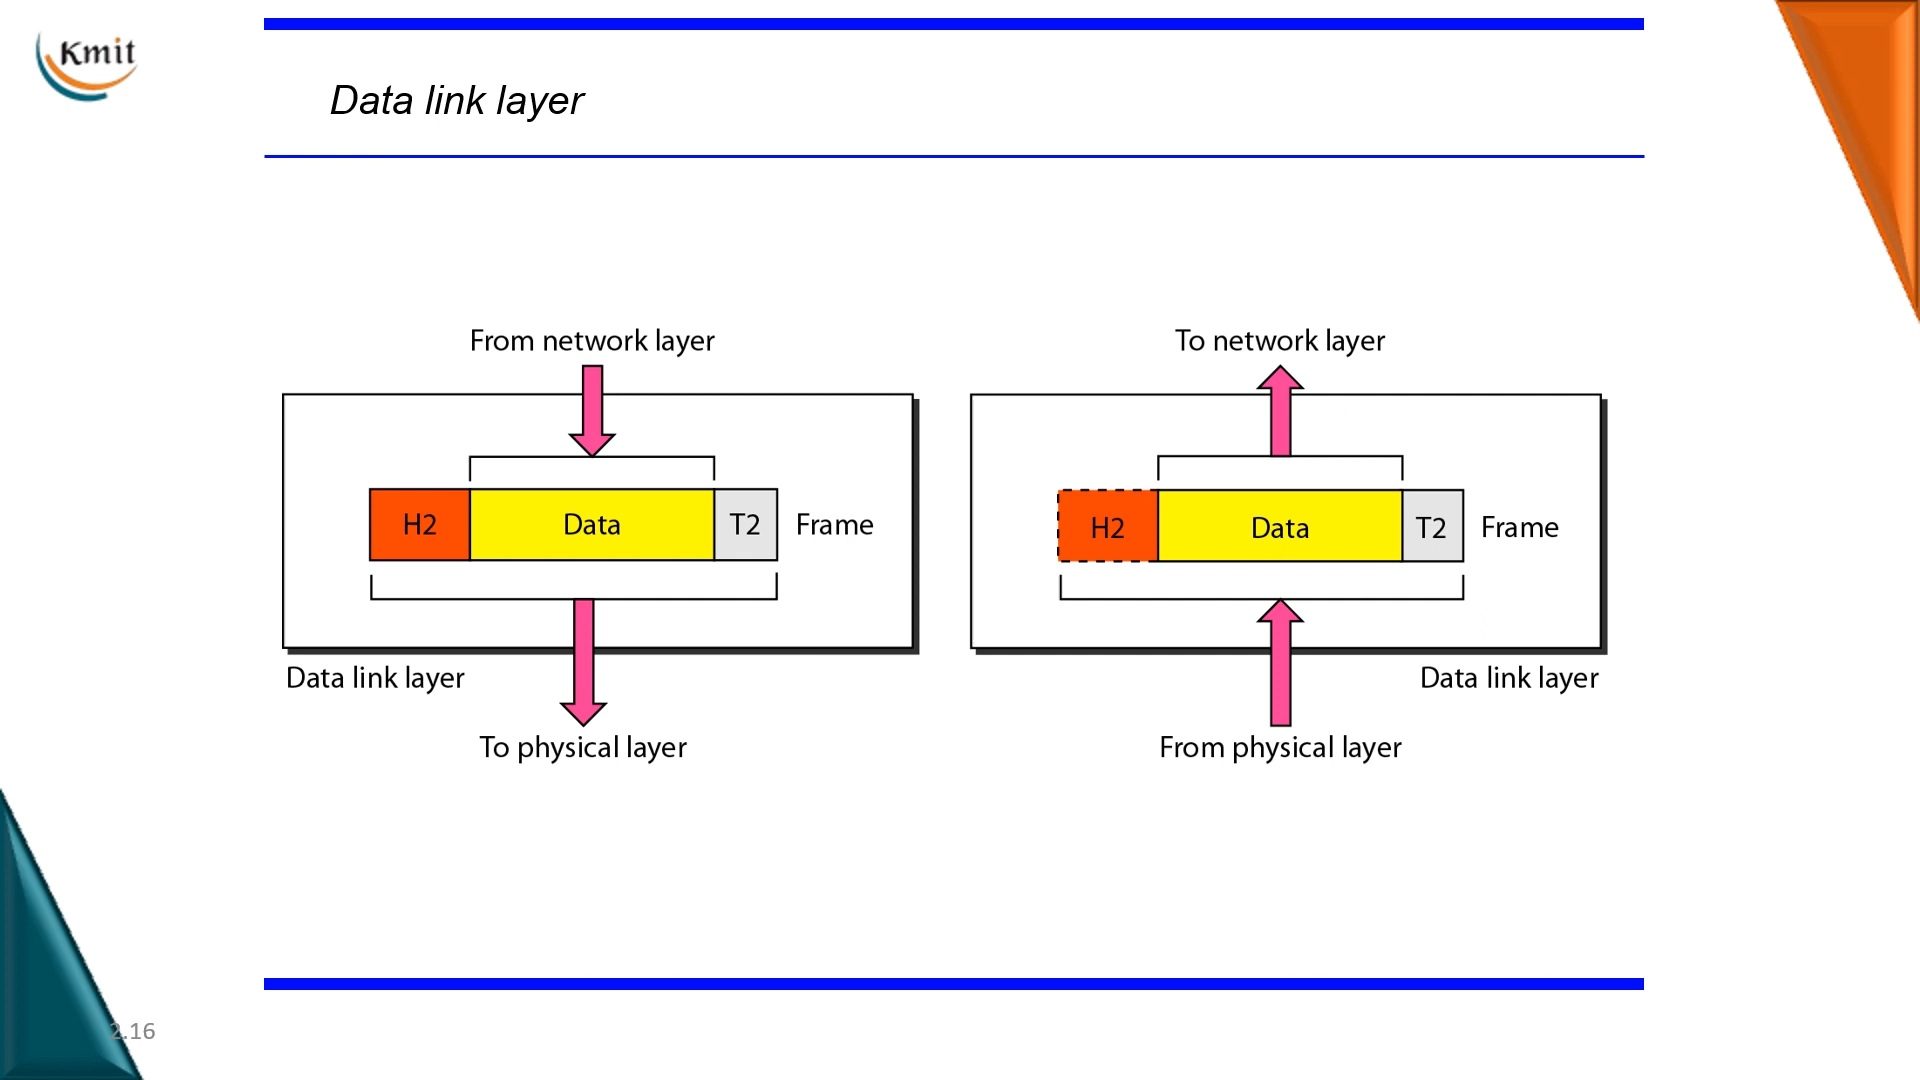 Kmit
Data link layer
From network layer
H2 Data T2 Frame
Data link layer
To physical layer
To network layer
H2 Data T2 Frame
Data link layer
From physical layer
2.16